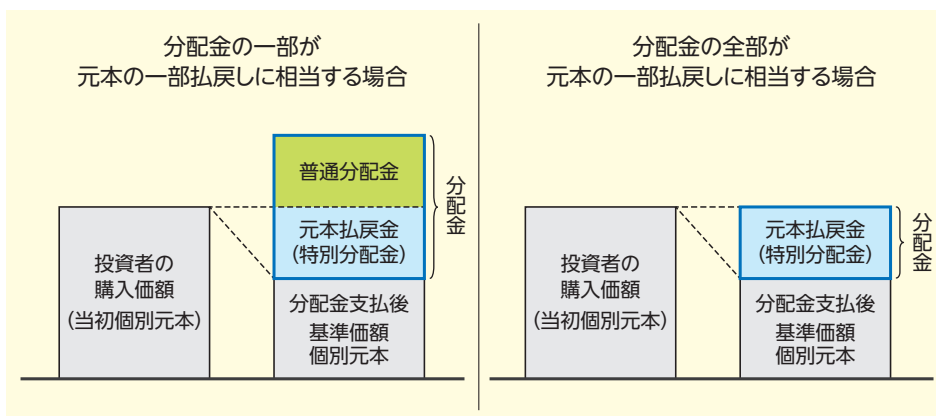 分配金の一部が
元本の一部払戻しに相当する場合
普通分配金
元本払戻金
(特別分配金)
分配金
投資者の
購入価額
(当初個別元本)
分配金支払後
基準価額
個別元本
分配金の全部が
元本の一部払戻しに相当する場合
元本払戻金
(特別分配金)
分配金
投資者の
購入価額
(当初個別元本)
分配金支払後
基準価額
個別元本